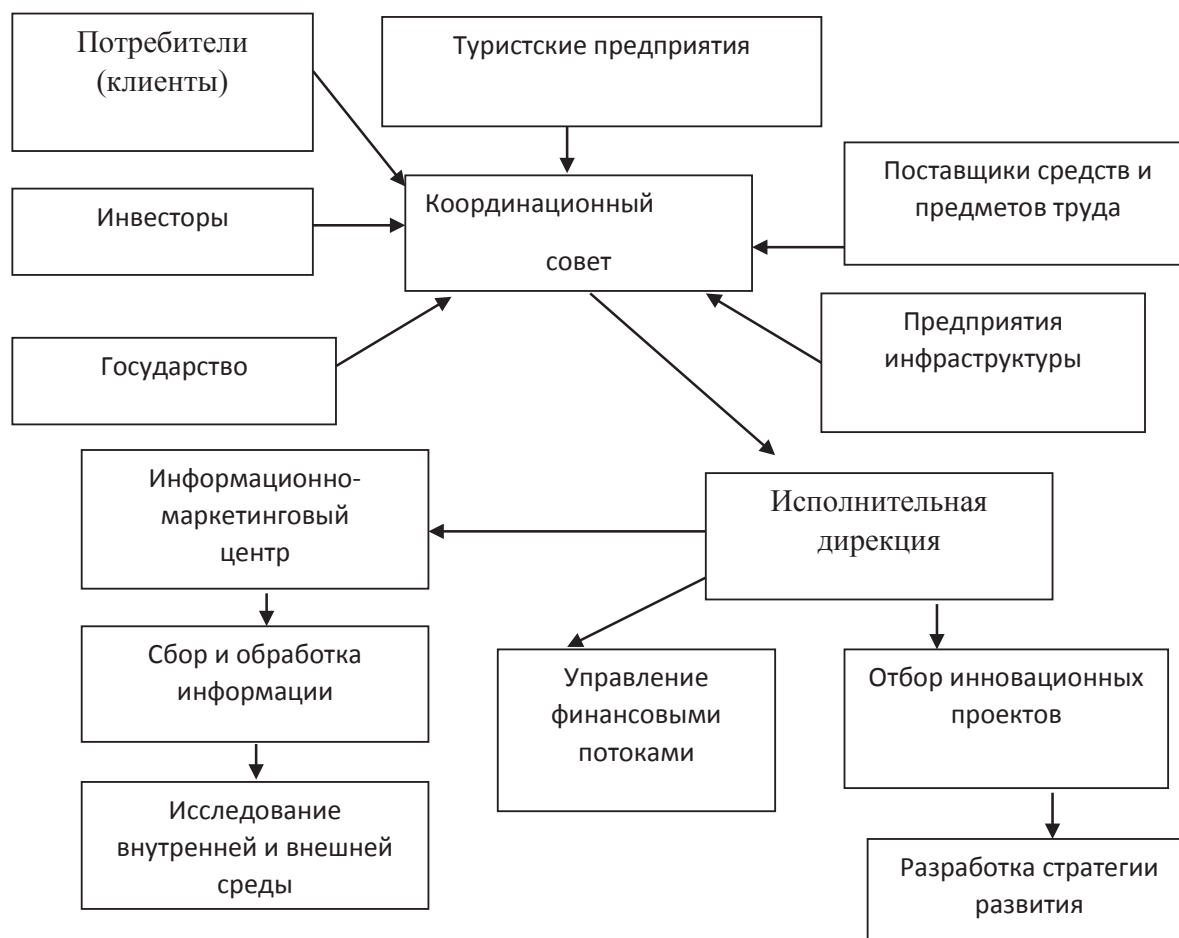 Потребители
(клиенты)
Туристские предприятия
Поставщики средств и
предметов труда
Инвесторы
Координационный
совет
Предприятия
инфраструктуры
Государство
Информационно-
маркетинговый
центр
Исполнительная
дирекция
Сбор и обработка
информации
Управление
финансовыми
потоками
Отбор инновационных
проектов
Исследование
внутренней и внешней
среды
Разработка стратегии
развития